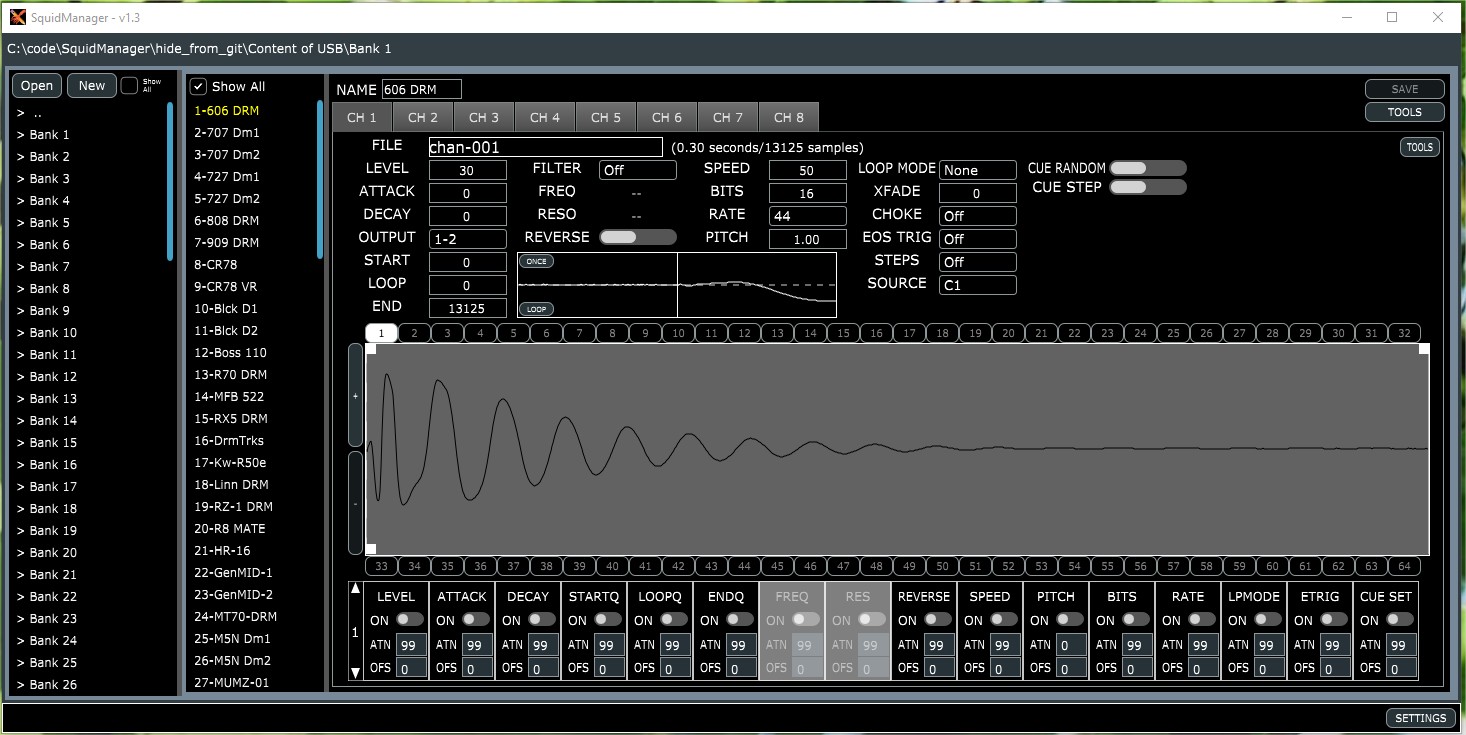 SquidManager - v1.3
C:\code\SquidManager\hide_from_git\Content of USB\Bank 1
Open New Show All
> ..
> Bank 1
> Bank 2
> Bank 3
> Bank 4
> Bank 5
> Bank 6
> Bank 7
> Bank 8
> Bank 9
> Bank 10
> Bank 11
> Bank 12
> Bank 13
> Bank 14
> Bank 15
> Bank 16
> Bank 17
> Bank 18
> Bank 19
> Bank 20
> Bank 21
> Bank 22
> Bank 23
> Bank 24
> Bank 25
> Bank 26
Show All
1-606 DRM
2-707 Dm1
3-707 Dm2
4-727 Dm1
5-727 Dm2
6-808 DRM
7-909 DRM
8-CR78
9-CR78 VR
10-Blck D1
11-Blck D2
12-Boss 110
13-R70 DRM
14-MFB 522
15-RX5 DRM
16-DrmTrks
17-Kw-R50e
18-Linn DRM
19-RZ-1 DRM
20-R8 MATE
21-HR-16
22-GenMID-1
23-GenMID-2
24-MT70-DRM
25-M5N Dm1
26-M5N Dm2
27-MUMZ-01
NAME 606 DRM SAVE
TOOLS
CH 1 CH 2 CH 3 CH 4 CH 5 CH 6 CH 7 CH 8
FILE chan-001 (0.30 seconds/13125 samples) TOOLS
LEVEL 30 FILTER Off SPEED 50 LOOP MODE None CUE RANDOM
ATTACK 0 FREQ -- BITS 16 XFADE 0 CUE STEP
DECAY 0 RESO -- RATE 44 CHOKE Off
OUTPUT 1-2 REVERSE PITCH 1.00 EOS TRIG Off
START 0 ONCE STEPS Off
LOOP 0 SOURCE C1
END 13125 LOOP
1 2 3 4 5 6 7 8 9 10 11 12 13 14 15 16 17 18 19 20 21 22 23 24 25 26 27 28 29 30 31 32
+
-
33 34 35 36 37 38 39 40 41 42 43 44 45 46 47 48 49 50 51 52 53 54 55 56 57 58 59 60 61 62 63 64
LEVEL ATTACK DECAY STARTQ LOOPQ ENDQ FREQ RES REVERSE SPEED PITCH BITS RATE LPMODE ETRIG CUE SET
ON ON ON ON ON ON ON ON ON ON ON ON ON ON ON ON
1
ATN 99 ATN 99 ATN 99 ATN 99 ATN 99 ATN 99 ATN 99 ATN 99 ATN 99 ATN 99 ATN 0 ATN 99 ATN 99 ATN 99 ATN 99 ATN 99
OFS 0 OFS 0 OFS 0 OFS 0 OFS 0 OFS 0 OFS 0 OFS 0 OFS 0 OFS 0 OFS 0 OFS 0 OFS 0 OFS 0 OFS 0 OFS 0
SETTINGS